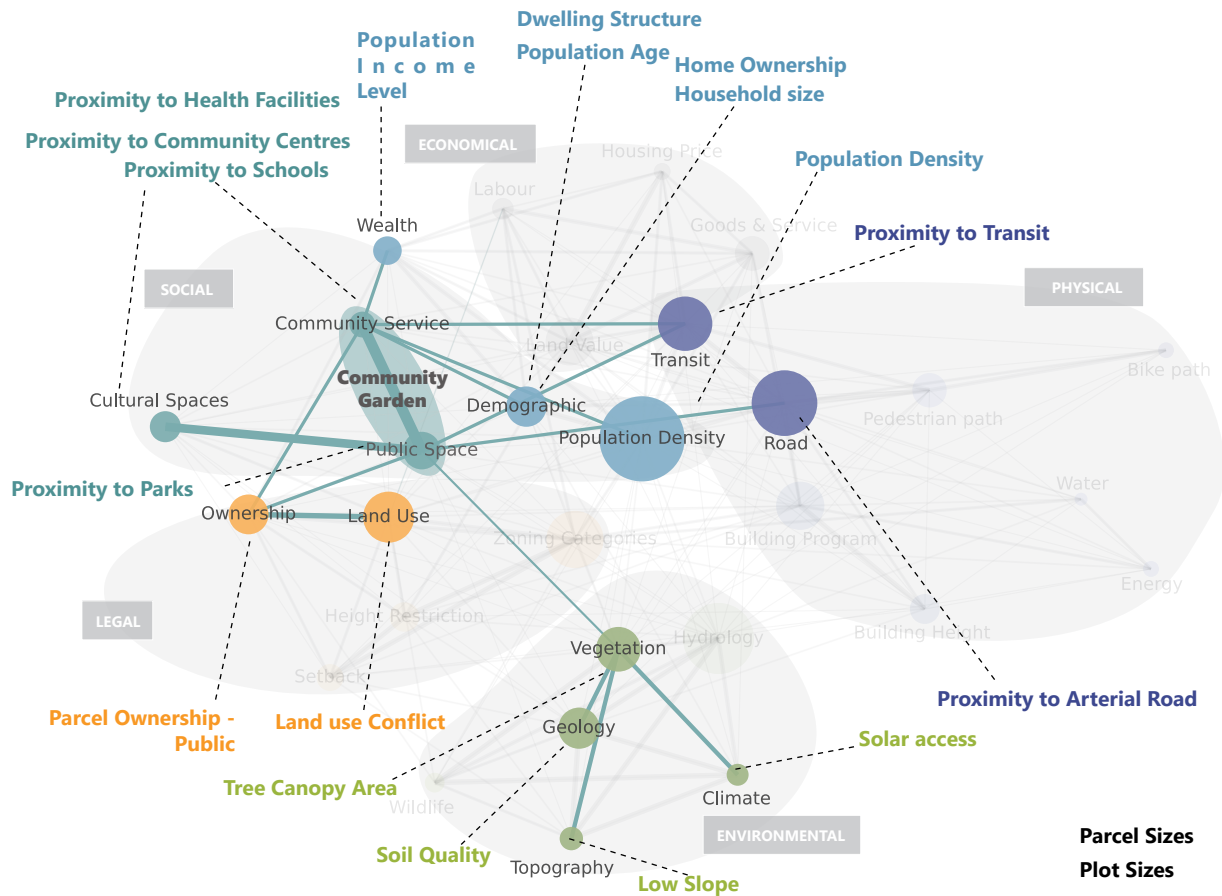 Dwelling Structure
Population Age
Population
Income
Level
Home Ownership
Household size
Proximity to Health Facilities
Proximity to Community Centres
Proximity to Schools
ECONOMICAL
Housing Price
Population Density
Labour
Wealth
Goods & Service
Proximity to Transit
SOCIAL
PHYSICAL
Community Service
Land Value
Transit
Bike path
Community
Garden
Cultural Spaces
Demographic
Pedestrian path
Public Space
Population Density
Road
Proximity to Parks
Water
Ownership
Land Use
Zoning Categories
Building Program
Energy
LEGAL
Height Restriction
Building Height
Hydrology
Vegetation
Setback
Proximity to Arterial Road
Parcel Ownership -
Public
Land use Conflict
Geology
Solar access
Tree Canopy Area
Climate
Wildlife
ENVIRONMENTAL
Parcel Sizes
Soil Quality
Topography
Plot Sizes
Low Slope